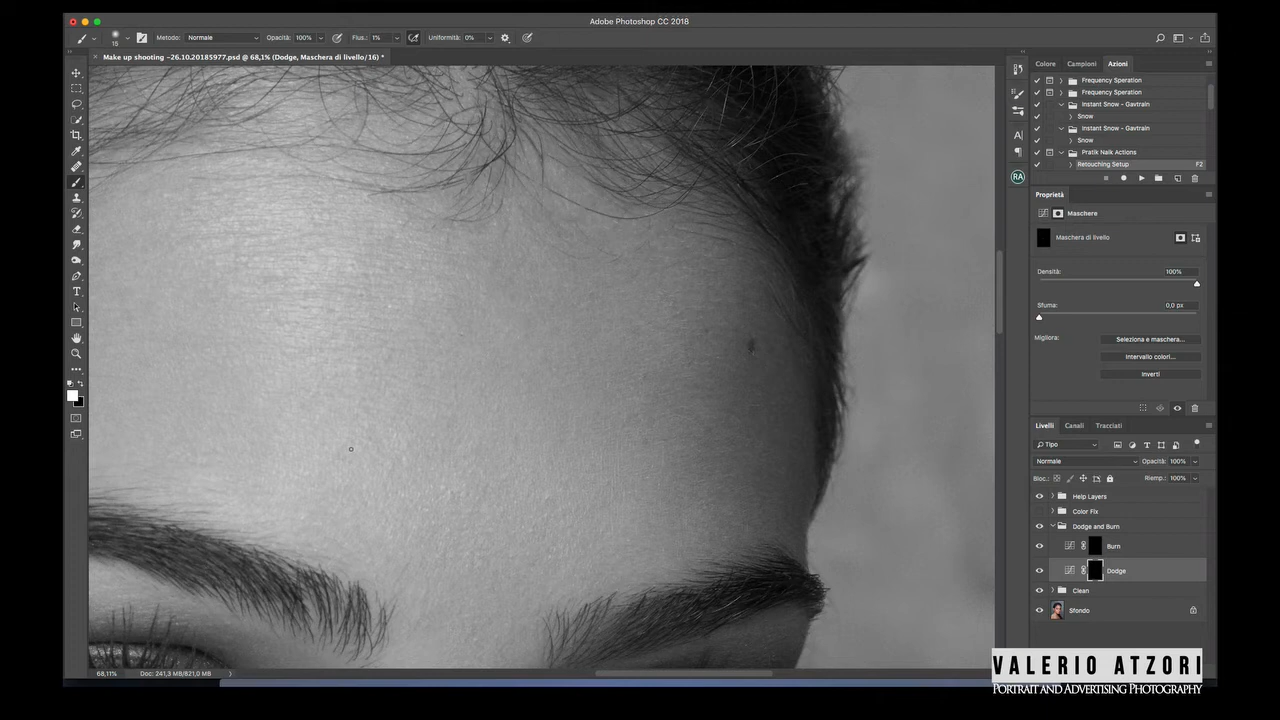 Adobe Photoshop CC 2018
15
Metodo: Normale
Opacità: 100%
Flus.: 1%
Uniformità: 0%
Make up shooting -26.10.20185977.psd @ 68,1% (Dodge, Maschera di livello/16) *
Colore
Campioni
Azioni
Frequency Speration
Frequency Speration
Instant Snow - Gavtrain
Snow
Instant Snow - Gavtrain
Snow
Pratik Naik Actions
Retouching Setup F2
RA
Proprietà
Maschere
Maschera di livello
Densità: 100%
Sfuma: 0,0 px
Migliora: Seleziona e maschera...
Intervallo colori...
Inverti
Livelli
Canali
Tracciati
Tipo
Normale
Opacità: 100%
Bloc.:
Riemp.: 100%
Help Layers
Color Fix
Dodge and Burn
Burn
Dodge
Clean
Sfondo
68,11%
Doc: 241,3 MB/821,0 MB
VALERIO ATZORI
PORTRAIT AND ADVERTISING PHOTOGRAPHY